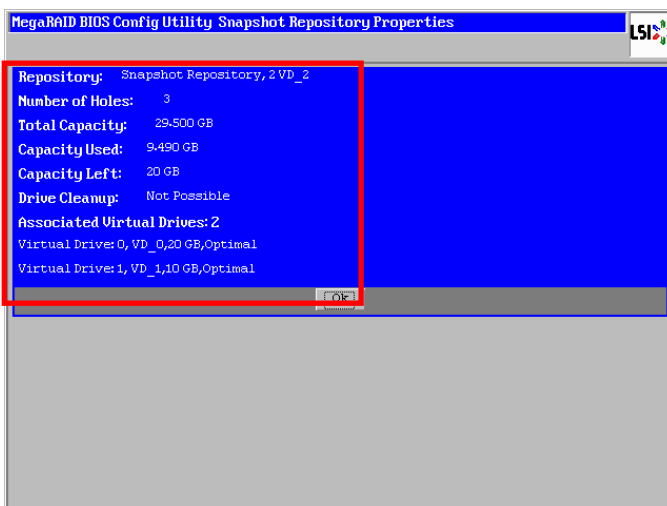 MegaRAID BIOS Config Utility Snapshot Repository Properties
LSI
Repository: Snapshot Repository, 2 VD_2
Number of Holes: 3
Total Capacity: 29.500 GB
Capacity Used: 9.490 GB
Capacity Left: 20 GB
Drive Cleanup: Not Possible
Associated Virtual Drives: 2
Virtual Drive: 0, VD_0,20 GB,Optimal
Virtual Drive: 1, VD_1,10 GB,Optimal
Ok